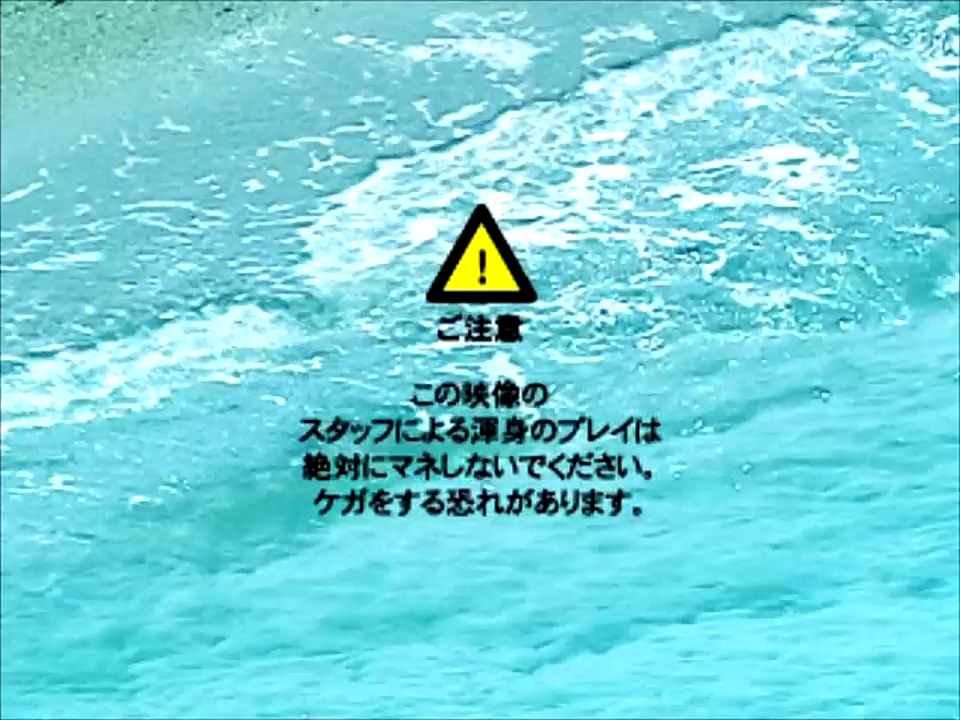 ご注意
この映像の
スタッフによる渾身のプレイは
絶対にマネしないでください。
ケガをする恐れがあります。